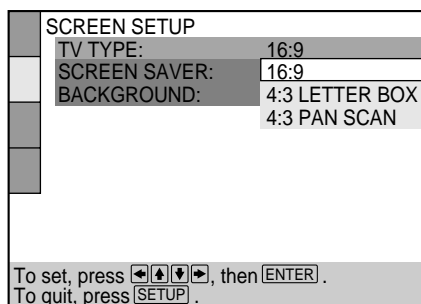 SCREEN SETUP
TV TYPE: 16:9
SCREEN SAVER: 16:9
BACKGROUND: 4:3 LETTER BOX
4:3 PAN SCAN
To set, press ←↑↓→, then ENTER .
To quit, press SETUP .